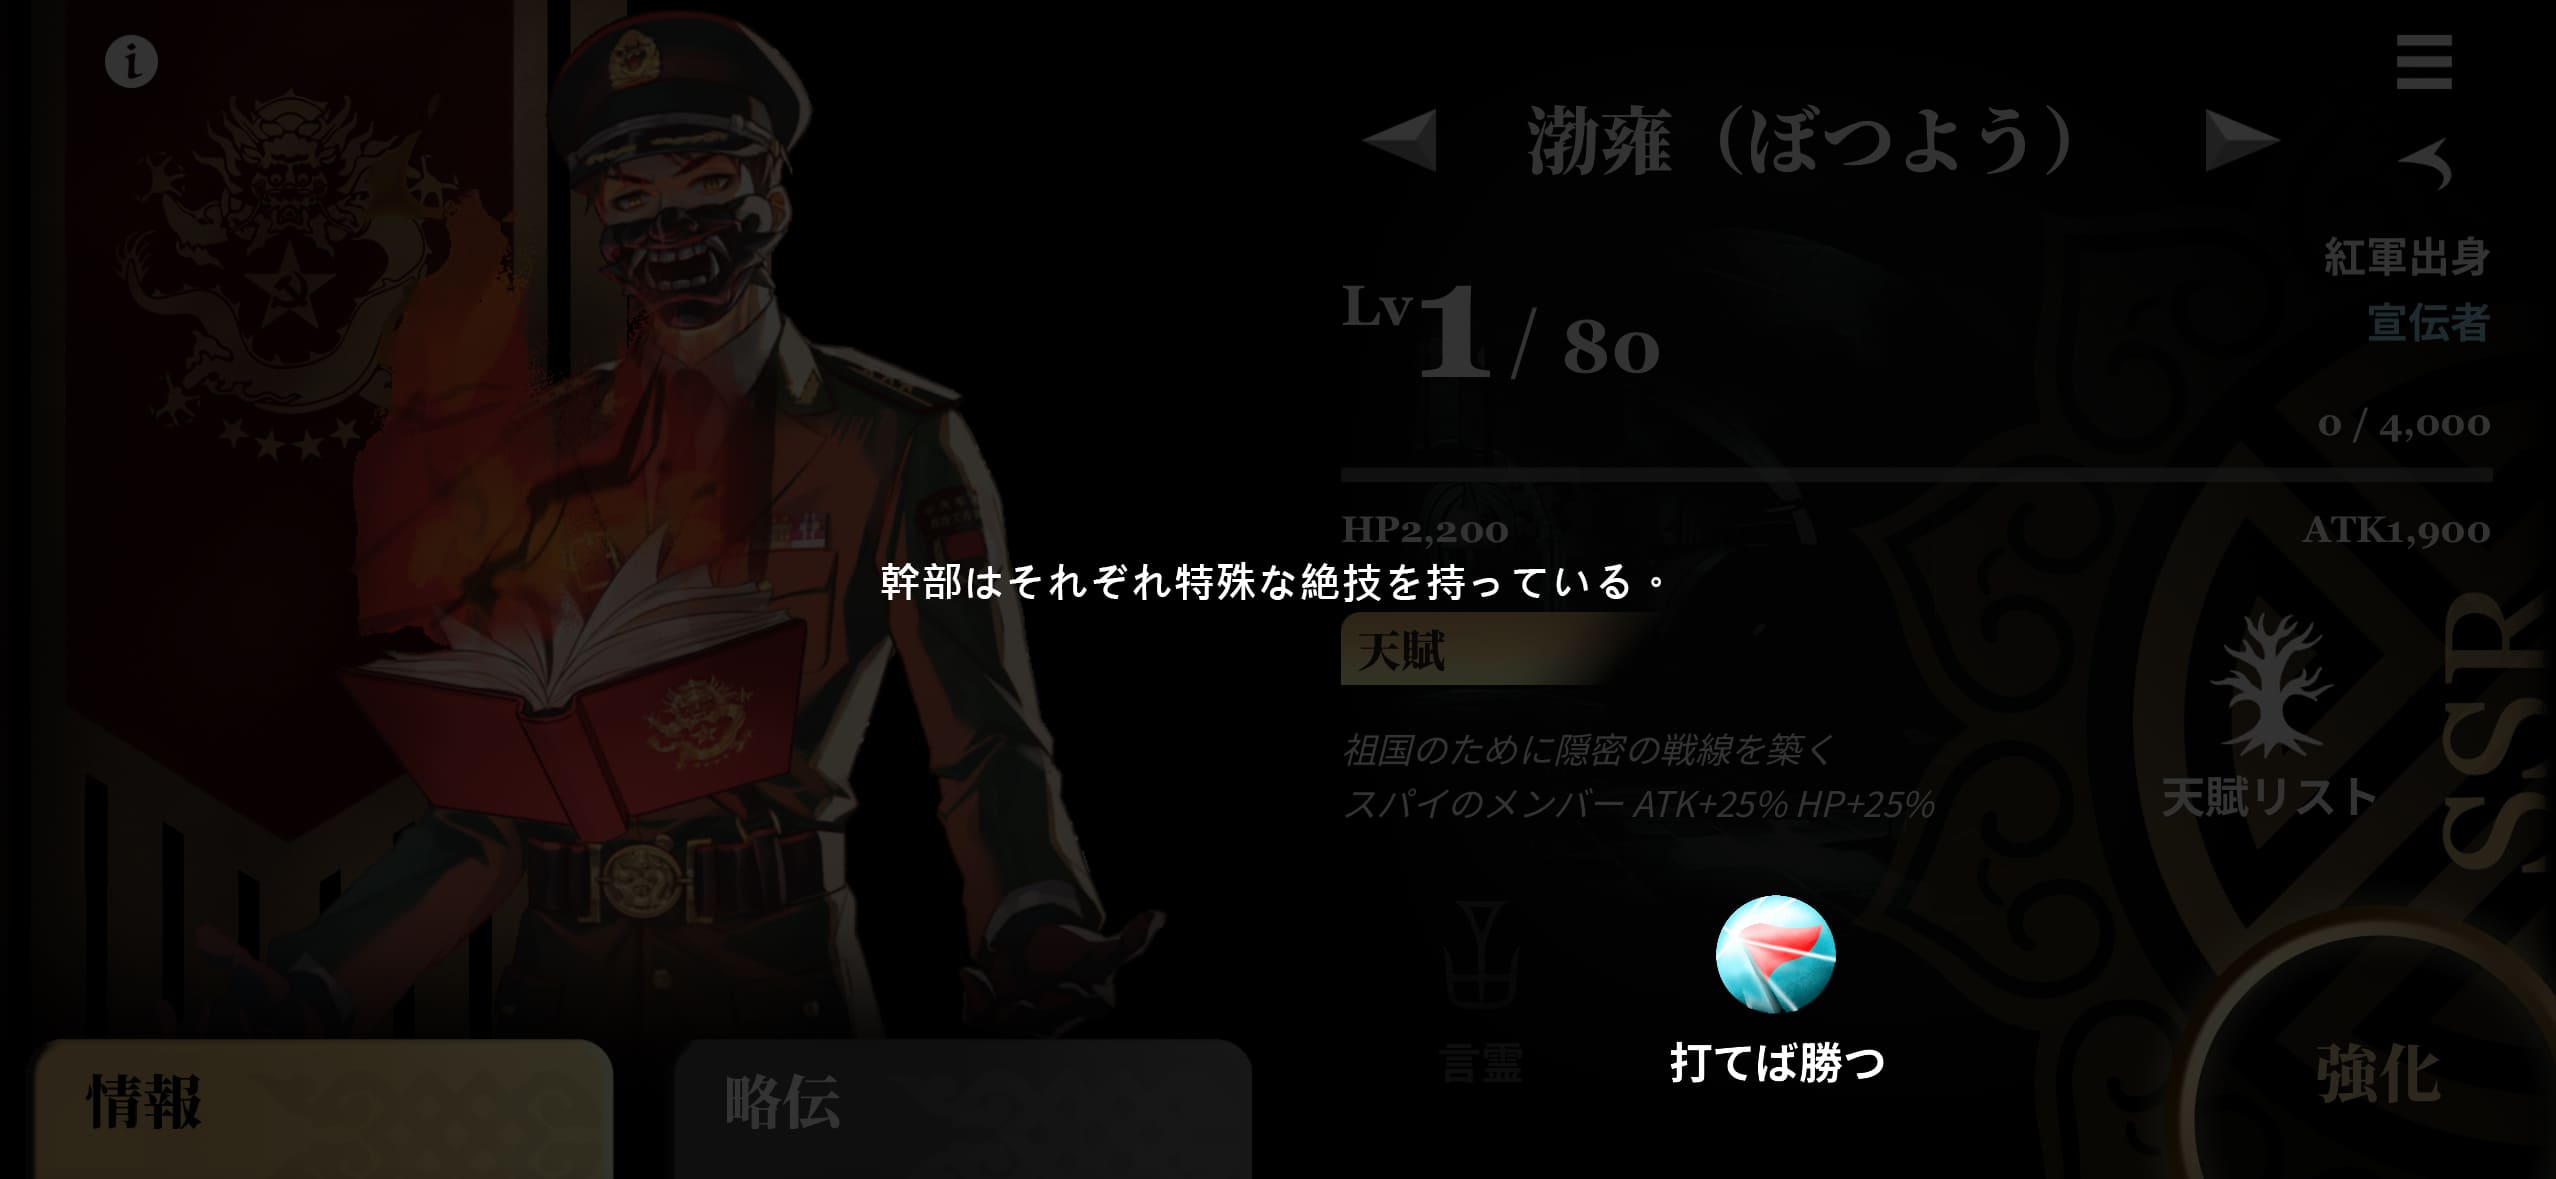 渤雍（ぼつよう）
紅軍出身
Lv1 / 80
宣伝者
0 / 4,000
HP2,200
ATK1,900
幹部はそれぞれ特殊な絶技を持っている。
天賦
SSR
祖国のために隠密の戦線を築く
スパイのメンバー ATK+25% HP+25%
天賦リスト
言霊
打てば勝つ
強化
情報
略伝